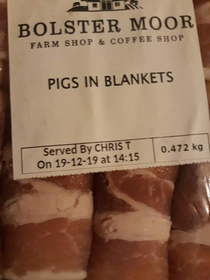 BOLSTER MOOR
FARM SHOP & COFFEE SHOP
PIGS IN BLANKETS
Served By CHRIS T
On 19-12-19 at 14:15
0.472 kg